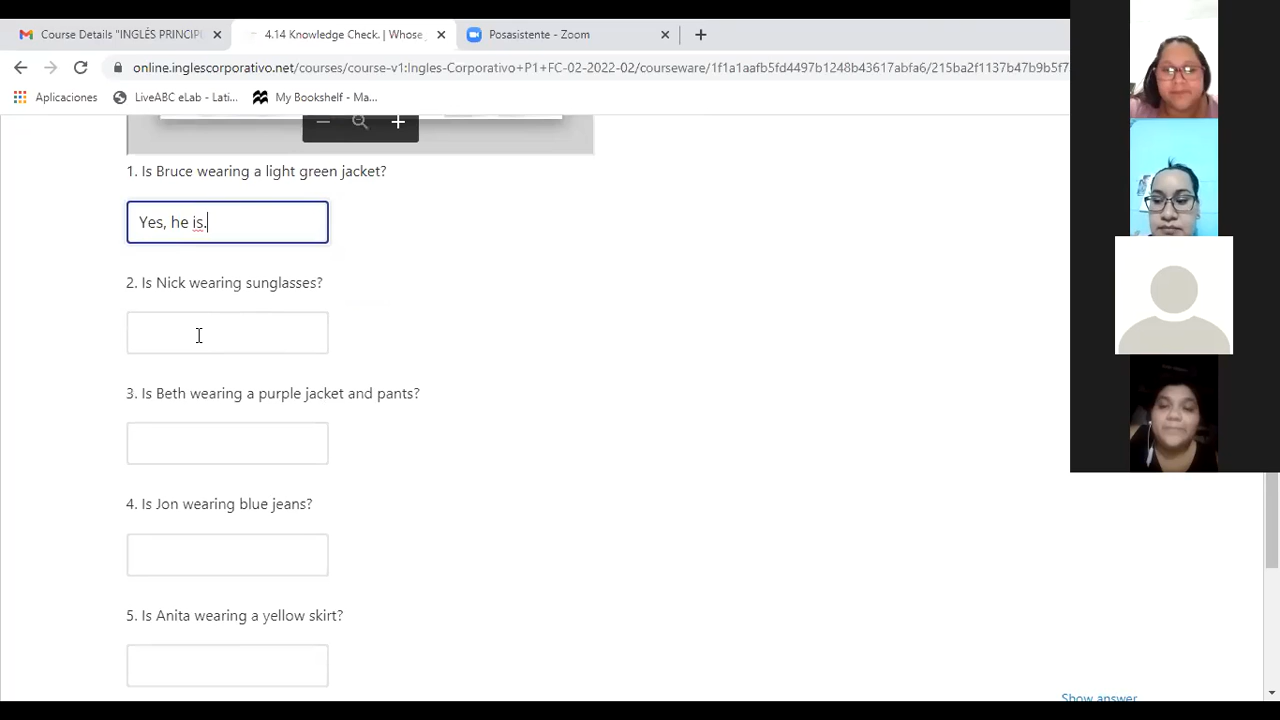 Course Details "INGLÉS PRINCIPI
4.14 Knowledge Check. | Whose
Posasistente - Zoom
online.inglescorporativo.net/courses/course-v1:Ingles-Corporativo+P1+FC-02-2022-02/courseware/1f1a1aafb5fd4497b1248b43617abfa6/215ba2f1137b47b9b5f7
Aplicaciones
LiveABC eLab - Lati...
My Bookshelf - Ma...
1. Is Bruce wearing a light green jacket?
Yes, he is.
2. Is Nick wearing sunglasses?
3. Is Beth wearing a purple jacket and pants?
4. Is Jon wearing blue jeans?
5. Is Anita wearing a yellow skirt?
Show answer